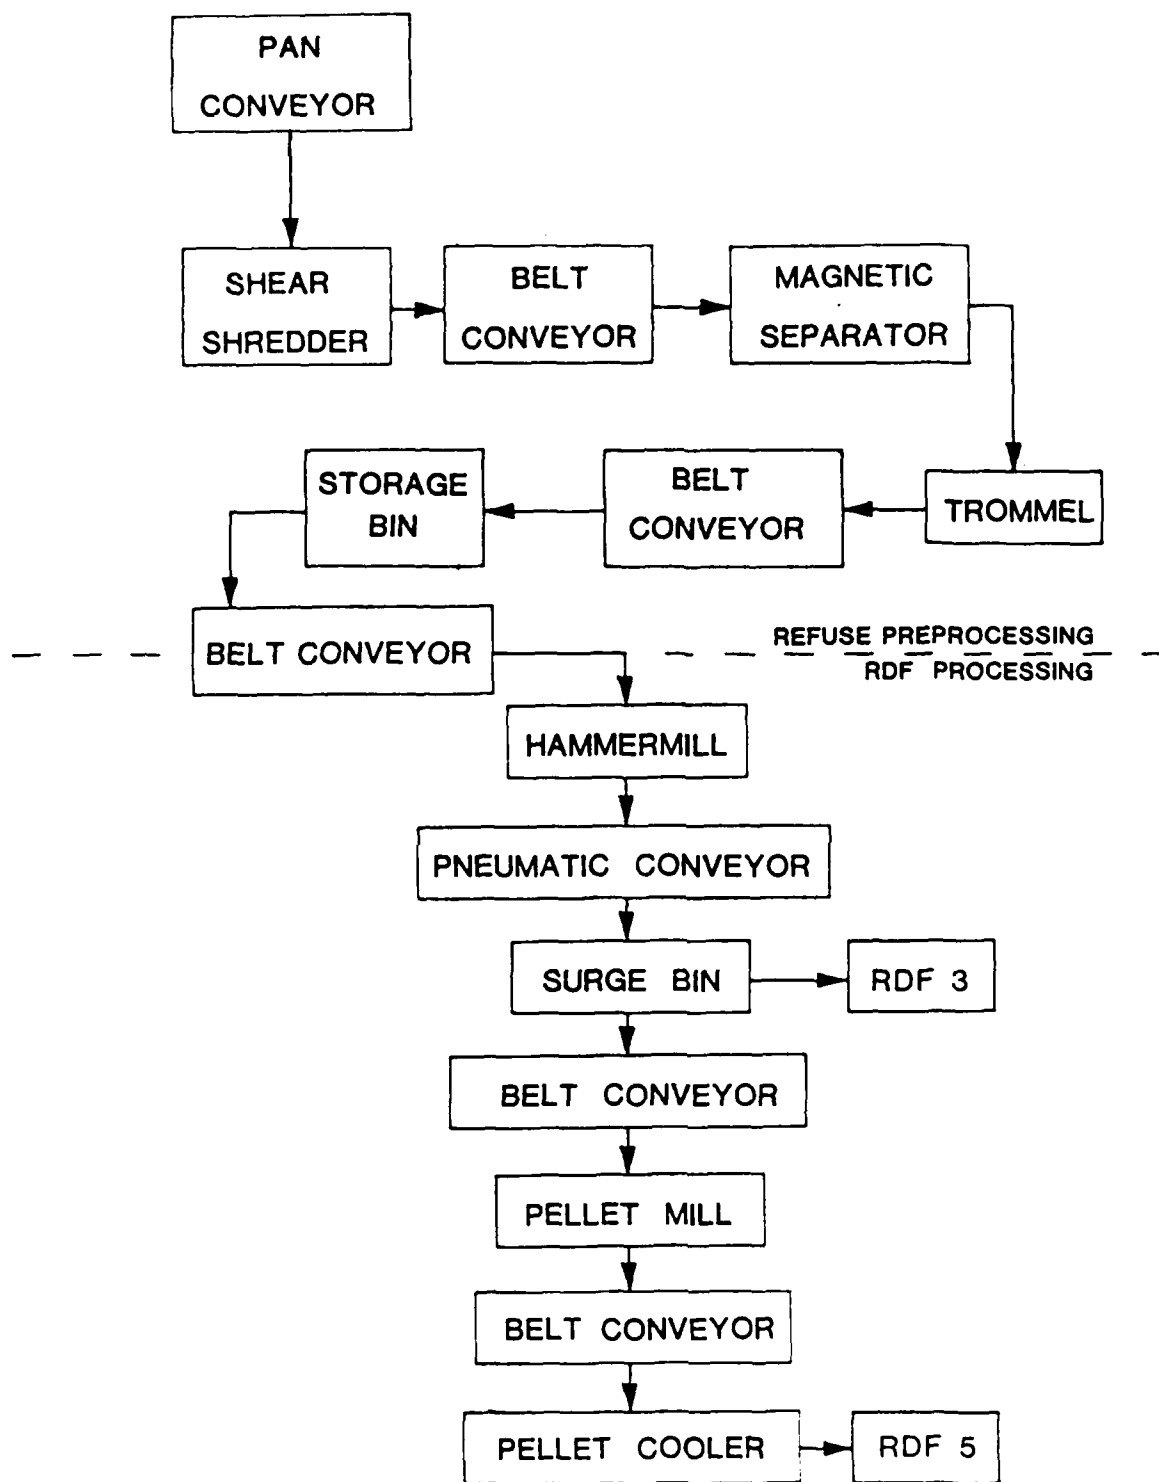 PAN
CONVEYOR
SHEAR
SHREDDER
BELT
CONVEYOR
MAGNETIC
SEPARATOR
TROMMEL
BELT
CONVEYOR
STORAGE
BIN
BELT CONVEYOR
REFUSE PREPROCESSING
RDF PROCESSING
HAMMERMILL
PNEUMATIC CONVEYOR
SURGE BIN
RDF 3
BELT CONVEYOR
PELLET MILL
BELT CONVEYOR
PELLET COOLER
RDF 5